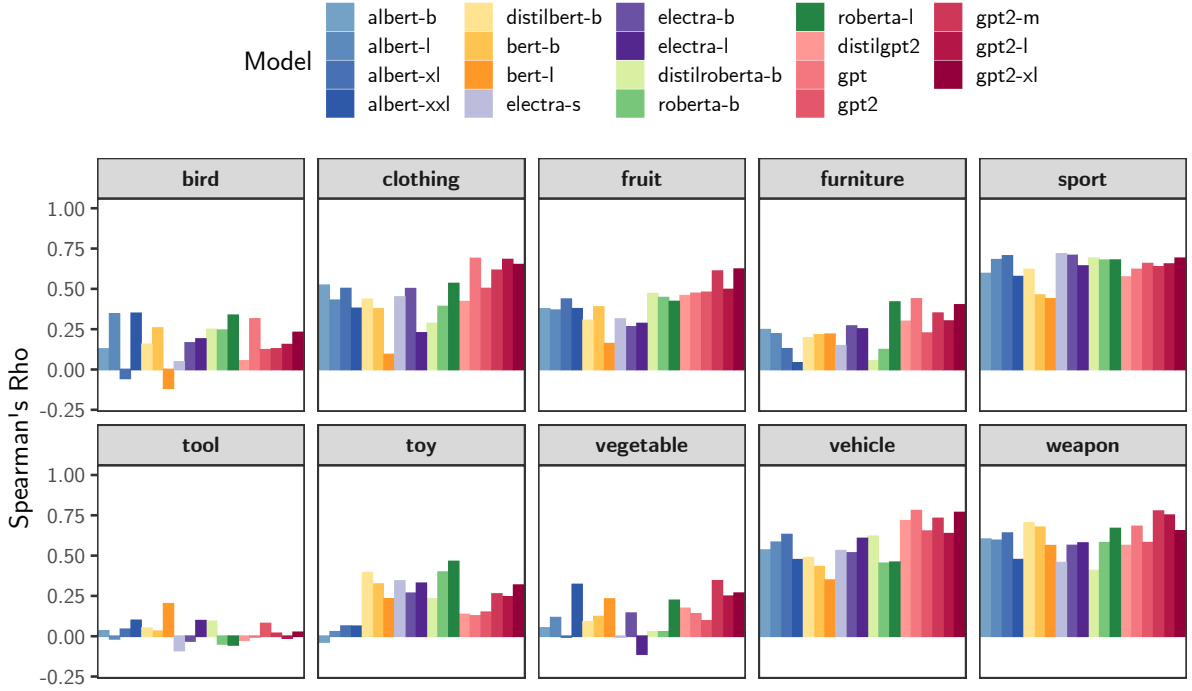 Model
albert-b
albert-l
albert-xl
albert-xxl
distilbert-b
bert-b
bert-l
electra-s
electra-b
electra-l
distilroberta-b
roberta-b
roberta-l
distilgpt2
gpt
gpt2
gpt2-m
gpt2-l
gpt2-xl
Spearman's Rho
bird
clothing
fruit
furniture
sport
1.00
0.75
0.50
0.25
0.00
-0.25
tool
toy
vegetable
vehicle
weapon
1.00
0.75
0.50
0.25
0.00
-0.25